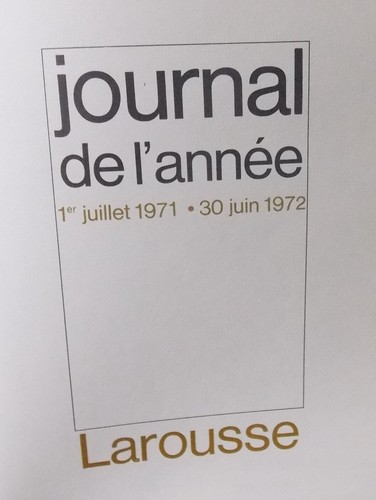 journal
de l'année
1er juillet 1971 • 30 juin 1972
Larousse